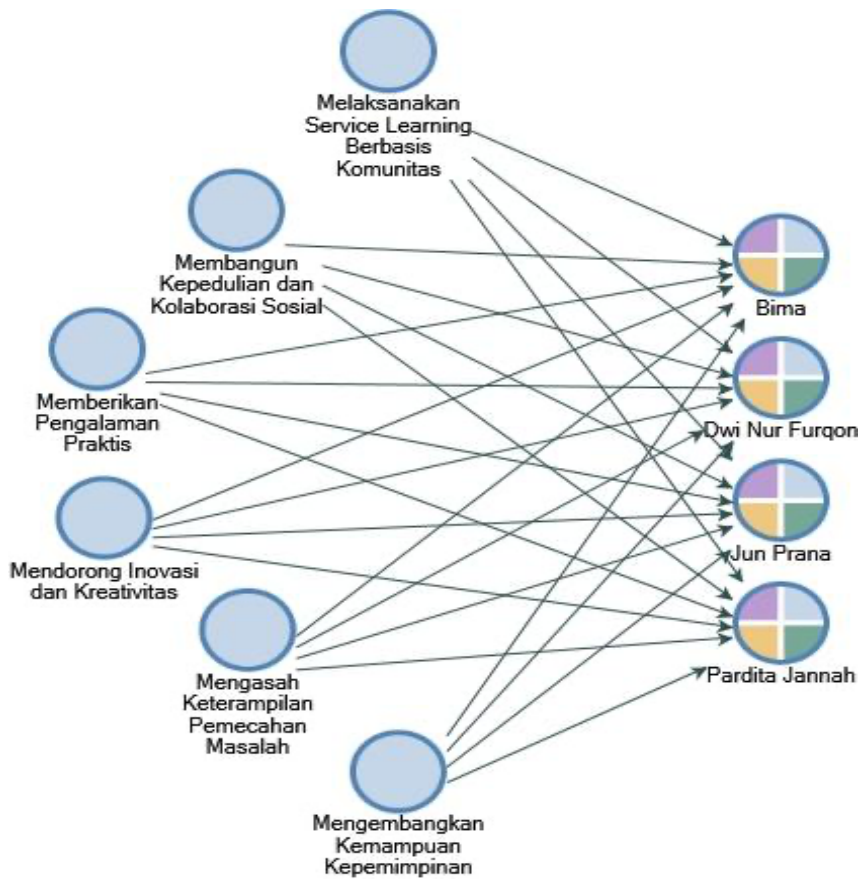 Melaksanakan
Service Learning
Berbasis
Komunitas
Membangun
Kepedulian dan
Kolaborasi Sosial
Memberikan
Pengalaman
Praktis
Mendorong Inovasi
dan Kreativitas
Mengasah
Keterampilan
Pemecahan
Masalah
Mengembangkan
Kemampuan
Kepemimpinan
Bima
Dwi Nur Furqon
Jun Prana
Pardita Jannah